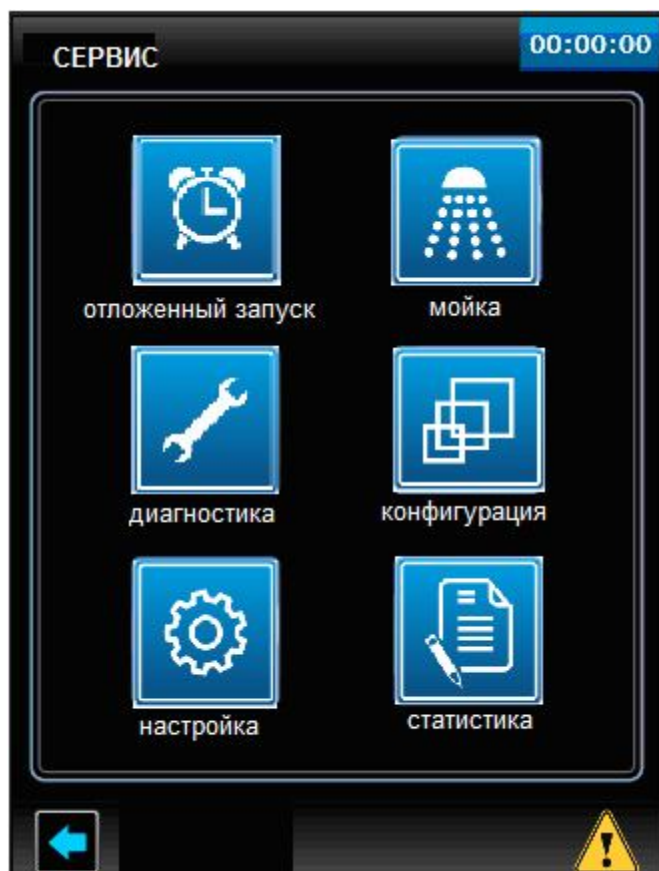 СЕРВИС
00:00:00
отложенный запуск
мойка
диагностика
конфигурация
настройка
статистика